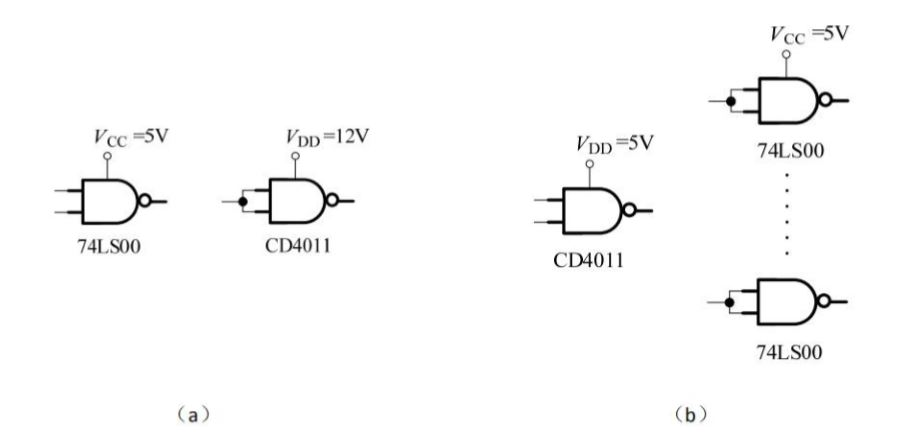 V_CC =5V
74LS00
V_DD =12V
CD4011
（a）
V_DD =5V
CD4011
V_CC =5V
74LS00
74LS00
（b）